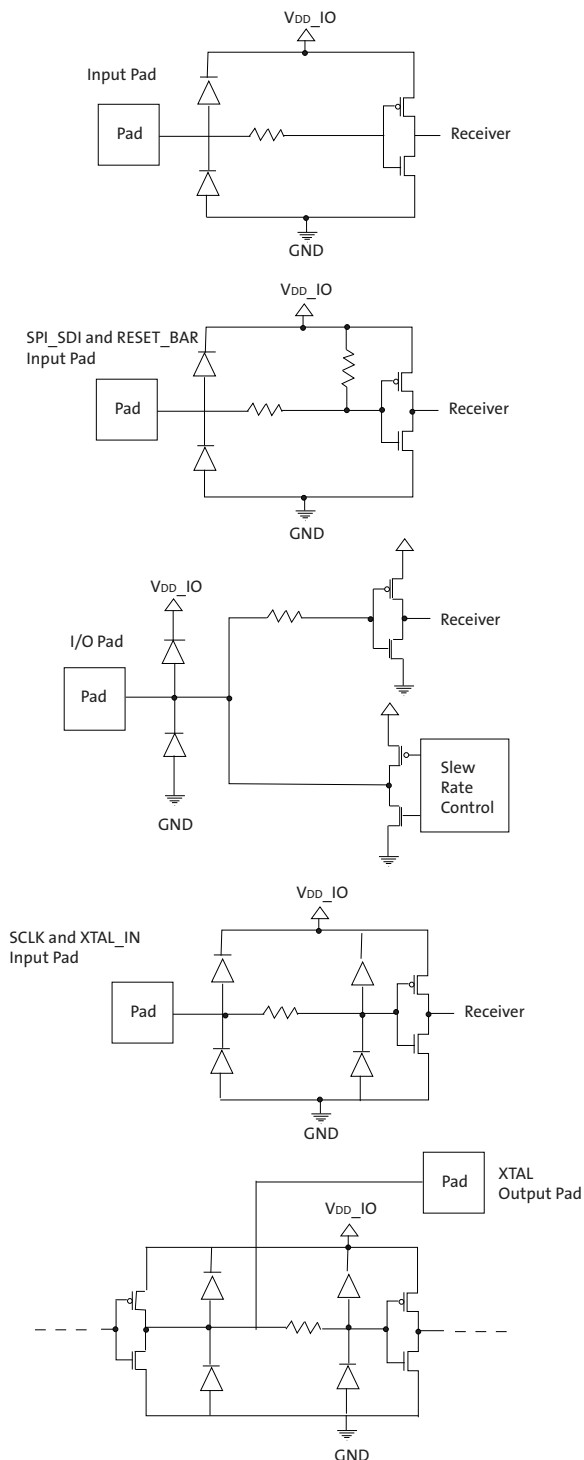 VDD_IO
Input Pad
Pad
Receiver
GND
VDD_IO
SPI_SDI and RESET_BAR
Input Pad
Pad
Receiver
GND
VDD_IO
I/O Pad
Receiver
Pad
Slew
Rate
Control
GND
VDD_IO
SCLK and XTAL_IN
Input Pad
Pad
Receiver
GND
Pad
XTAL
Output Pad
VDD_IO
GND